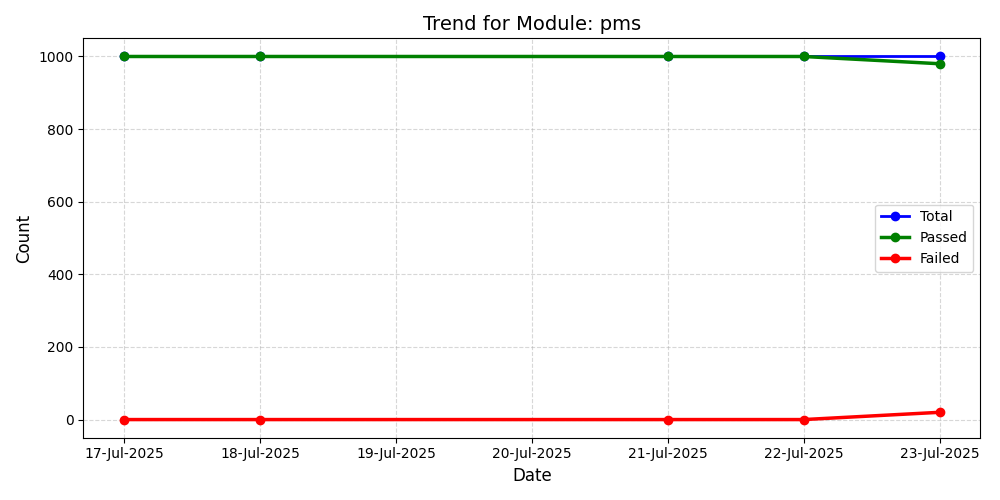 Trend for Module: pms
Count
1000
800
600
400
200
0
Total
Passed
Failed
17-Jul-2025 18-Jul-2025 19-Jul-2025 20-Jul-2025 21-Jul-2025 22-Jul-2025 23-Jul-2025
Date